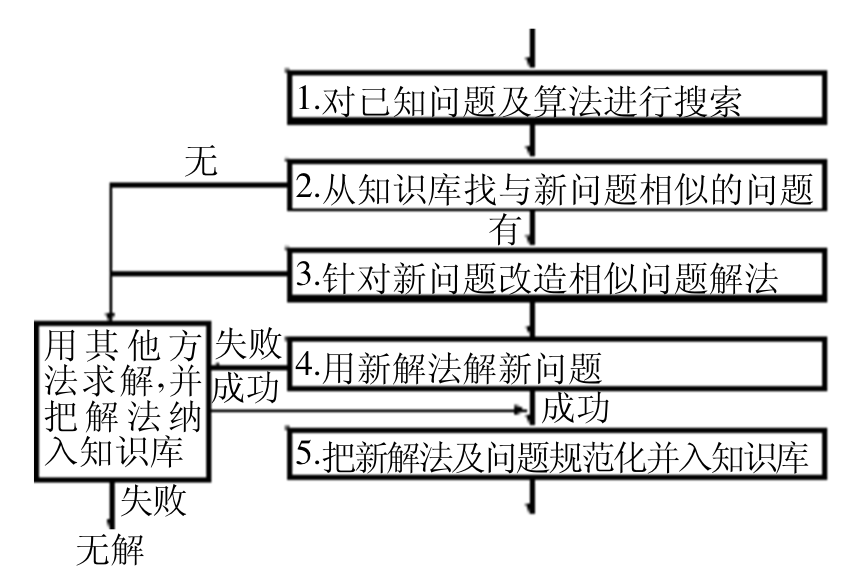 1.对已知问题及算法进行搜索
无
2.从知识库找与新问题相似的问题
有
3.针对新问题改造相似问题解法
用其他方
法求解,并
把解法纳
入知识库
失败
4.用新解法解新问题
成功
成功
5.把新解法及问题规范化并入知识库
失败
无解